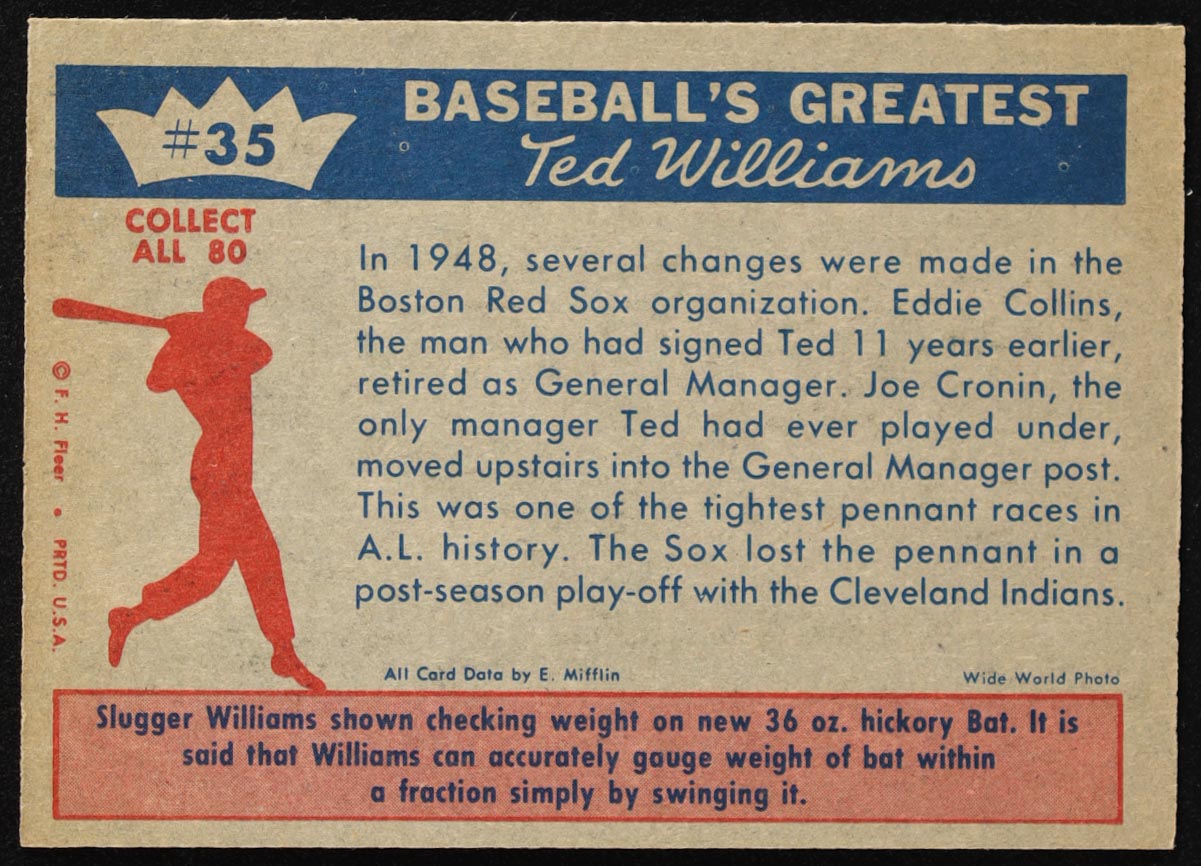 #35
BASEBALL'S GREATEST
Ted Williams
COLLECT
ALL 80
In 1948, several changes were made in the
Boston Red Sox organization. Eddie Collins,
the man who had signed Ted 11 years earlier,
retired as General Manager. Joe Cronin, the
only manager Ted had ever played under,
moved upstairs into the General Manager post.
This was one of the tightest pennant races in
A.L. history. The Sox lost the pennant in a
post-season play-off with the Cleveland Indians.
© F. H. Fleer • PRTD. U.S.A.
All Card Data by E. Mifflin
Wide World Photo
Slugger Williams shown checking weight on new 36 oz. hickory Bat. It is
said that Williams can accurately gauge weight of bat within
a fraction simply by swinging it.